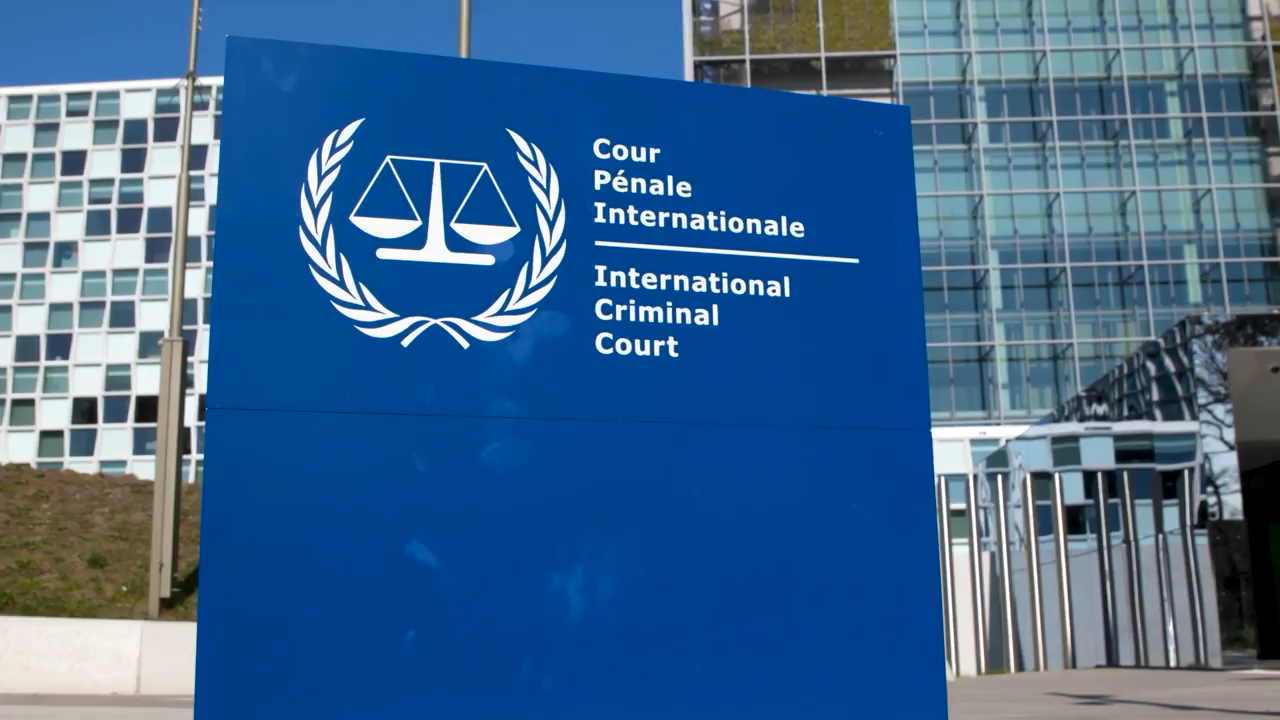 Cour
Pénale
Internationale
International
Criminal
Court